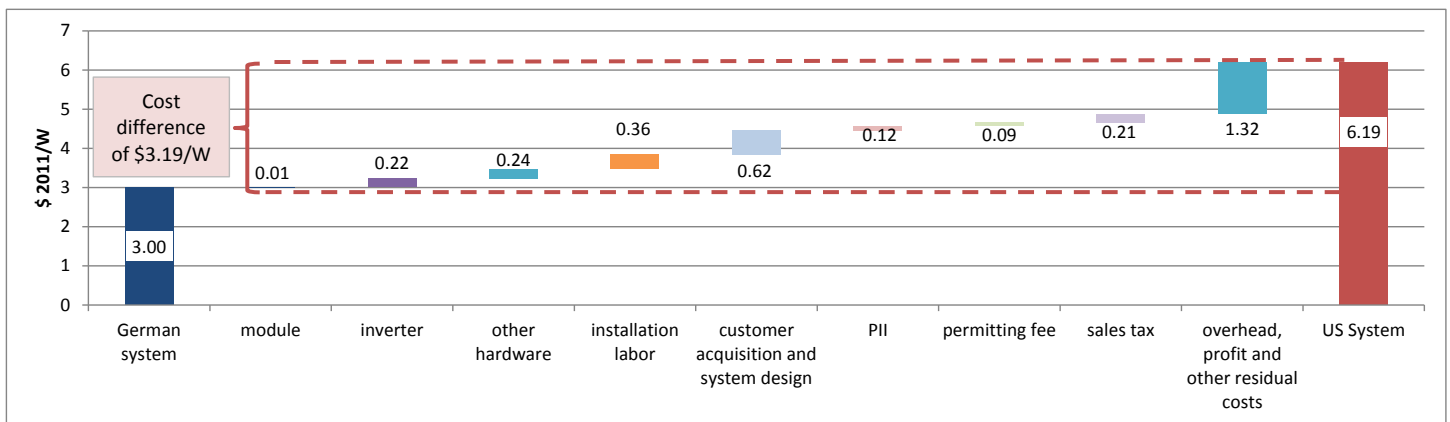 7
6
5
4
3
2
1
0
$ 2011/W
Cost
difference
of $3.19/W
3.00
0.01
0.22
0.24
0.36
0.62
0.12
0.09
0.21
1.32
6.19
German
system
module
inverter
other
hardware
installation
labor
customer
acquisition and
system design
PII
permitting fee
sales tax
overhead,
profit and
other residual
costs
US System